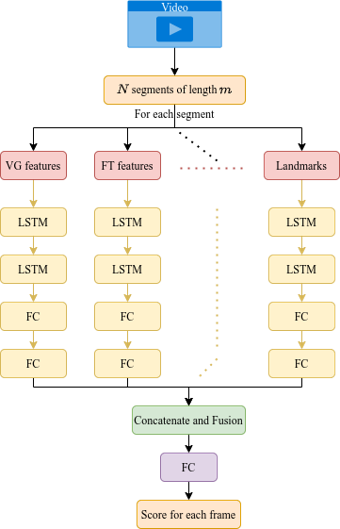 Video
N segments of length m
For each segment
VG features
FT features
Landmarks
LSTM
LSTM
LSTM
LSTM
LSTM
LSTM
FC
FC
FC
FC
FC
FC
Concatenate and Fusion
FC
Score for each frame